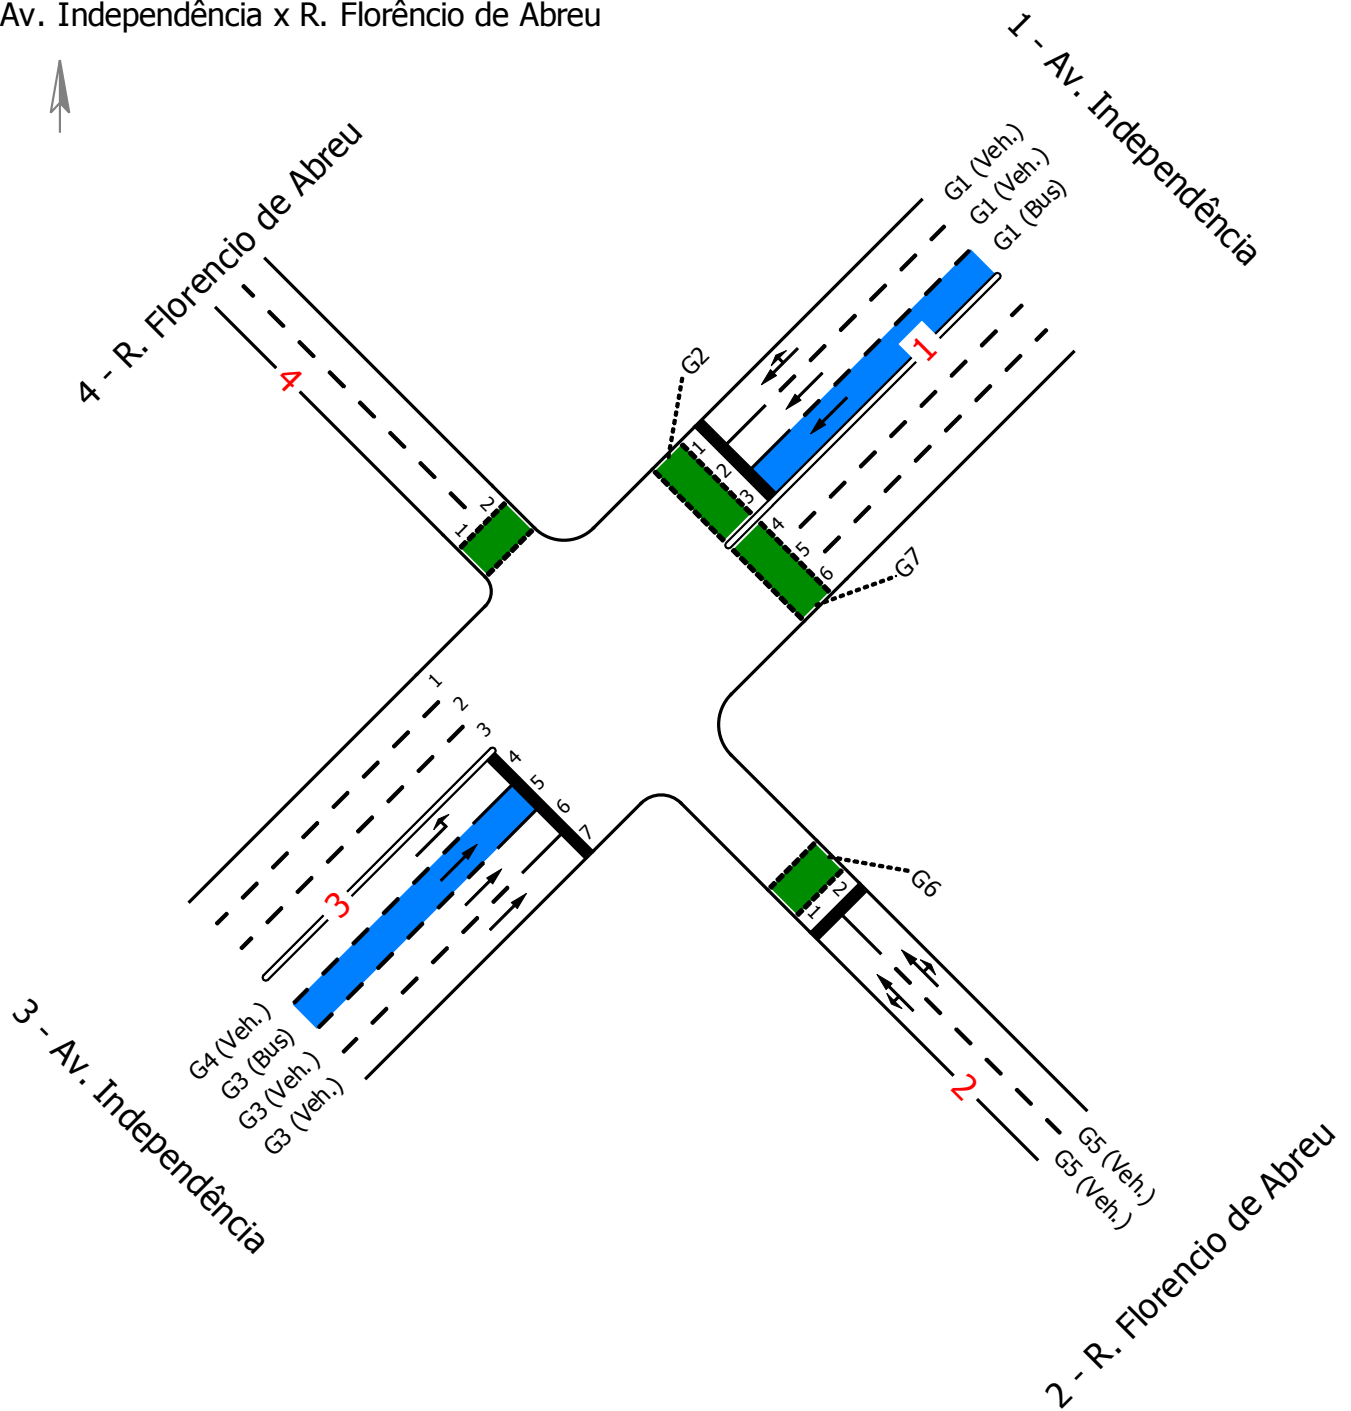 Av. Independência x R. Florêncio de Abreu
1 - Av. Independência
4 - R. Florencio de Abreu
G1 (Veh.)
G1 (Veh.)
G1 (Bus)
1
G2
4
1
2
3
4
5
6
2
1
G7
1
2
3
4
5
6
7
3
G6
2
1
G4 (Veh.)
G3 (Bus)
G3 (Veh.)
G3 (Veh.)
3 - Av. Independência
2
G5 (Veh.)
G5 (Veh.)
2 - R. Florencio de Abreu